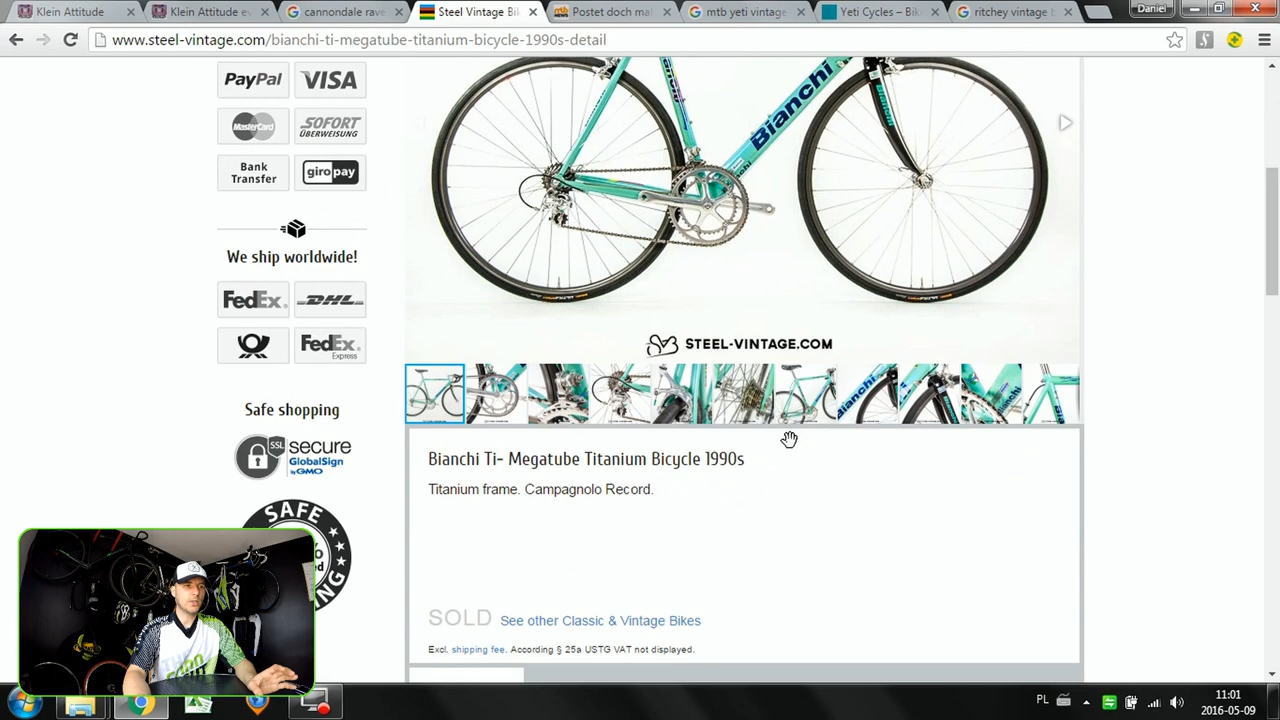 Klein Attitude
Klein Attitude ev
cannondale rave
Steel Vintage Bi
Postet doch mal
mtb yeti vintage
Yeti Cycles – Bik
ritchey vintage b
Daniel
www.steel-vintage.com/bianchi-ti-megatube-titanium-bicycle-1990s-detail
PayPal
VISA
MasterCard
SOFORT
ÜBERWEISUNG
Bank
Transfer
giropay
Bianchi
We ship worldwide!
FedEx
DHL
FedEx
Express
STEEL-VINTAGE.COM
Safe shopping
SSL
secure
GlobalSign
by GMO
SAFE
Bianchi Ti- Megatube Titanium Bicycle 1990s
Titanium frame. Campagnolo Record.
SOLD See other Classic & Vintage Bikes
Excl. shipping fee. According § 25a USTG VAT not displayed.
PL
11:01
2016-05-09